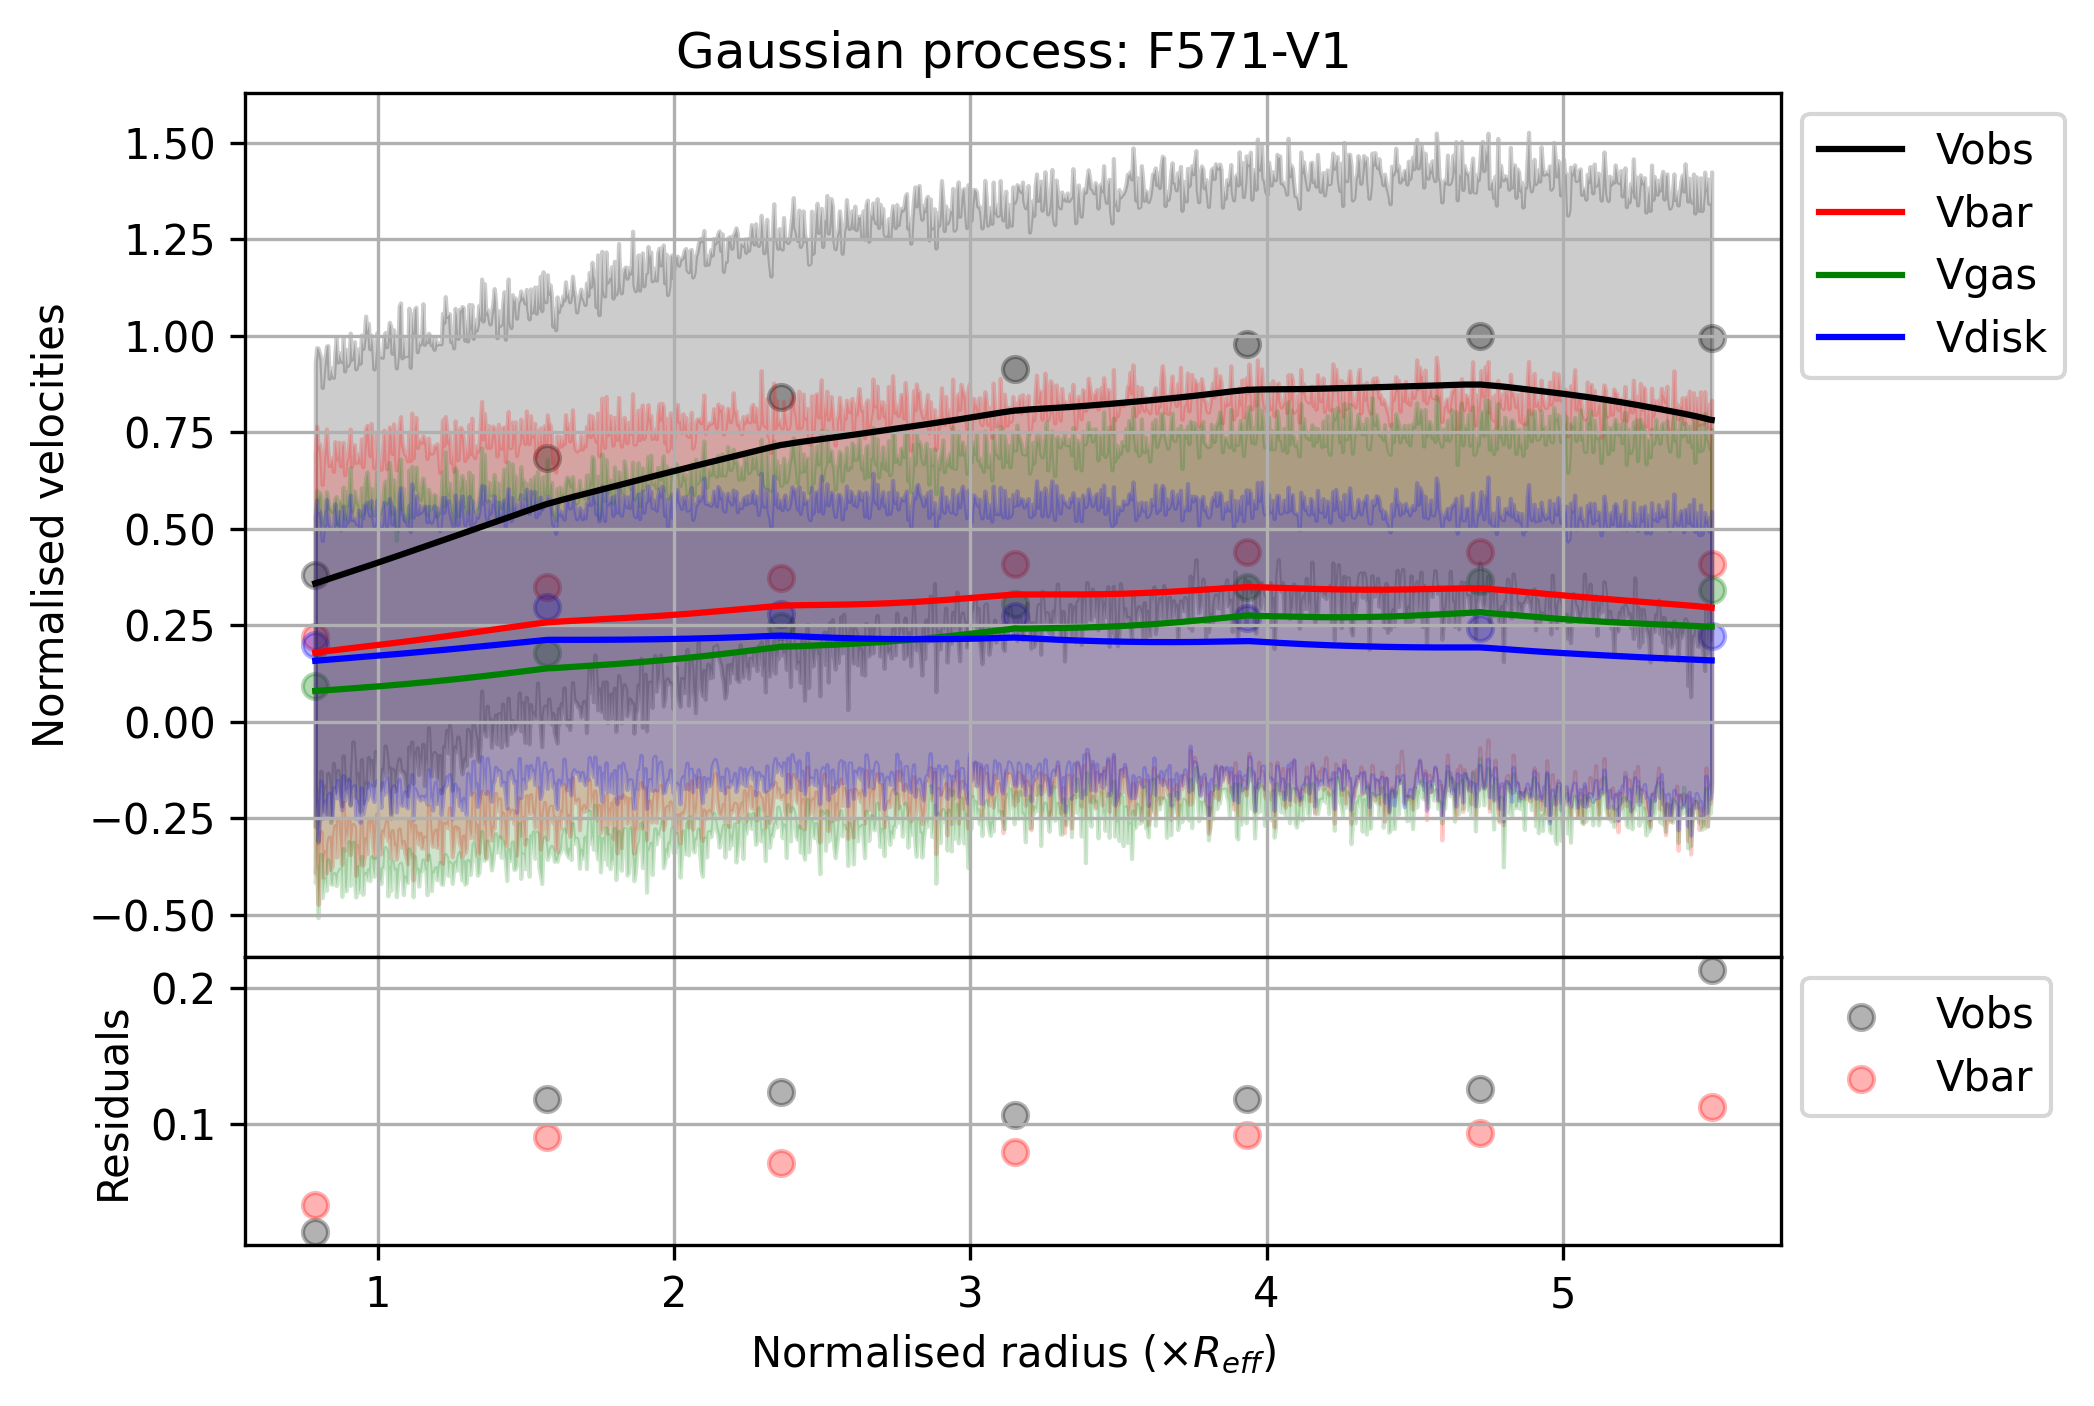 Gaussian process: F571-V1
Normalised velocities
1.50
1.25
1.00
0.75
0.50
0.25
0.00
−0.25
−0.50
Vobs
Vbar
Vgas
Vdisk
Residuals
0.2
0.1
Vobs
Vbar
1 2 3 4 5
Normalised radius (×R_{eff})